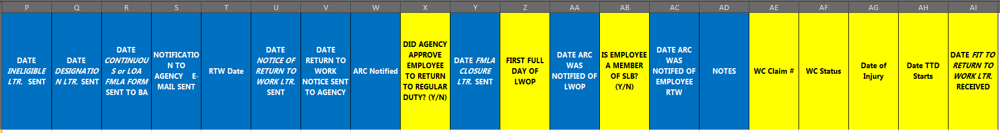 P Q R S T U V W X Y Z AA AB AC AD AE AF AG AH AI
DATE
INELIGIBLE
LTR. SENT
DATE
DESIGNATIO
N LTR. SENT
DATE
CONTINUOU
S or LOA
FMLA FORM
SENT TO BA
NOTIFICATIO
N TO
AGENCY E-
MAIL SENT
RTW Date
DATE
NOTICE OF
RETURN TO
WORK LTR.
SENT
DATE
RETURN TO
WORK
NOTICE SENT
TO AGENCY
ARC Notified
DID AGENCY
APPROVE
EMPLOYEE
TO RETURN
TO REGULAR
DUTY? (Y/N)
DATE FMLA
CLOSURE
LTR. SENT
FIRST FULL
DAY OF
LWOP
DATE ARC
WAS
NOTIFIED OF
LWOP
IS EMPLOYEE
A MEMBER
OF SLB?
(Y/N)
DATE ARC
WAS
NOTIFED OF
EMPLOYEE
RTW
NOTES
WC Claim #
WC Status
Date of
Injury
Date TTD
Starts
DATE FIT TO
RETURN TO
WORK LTR.
RECEIVED